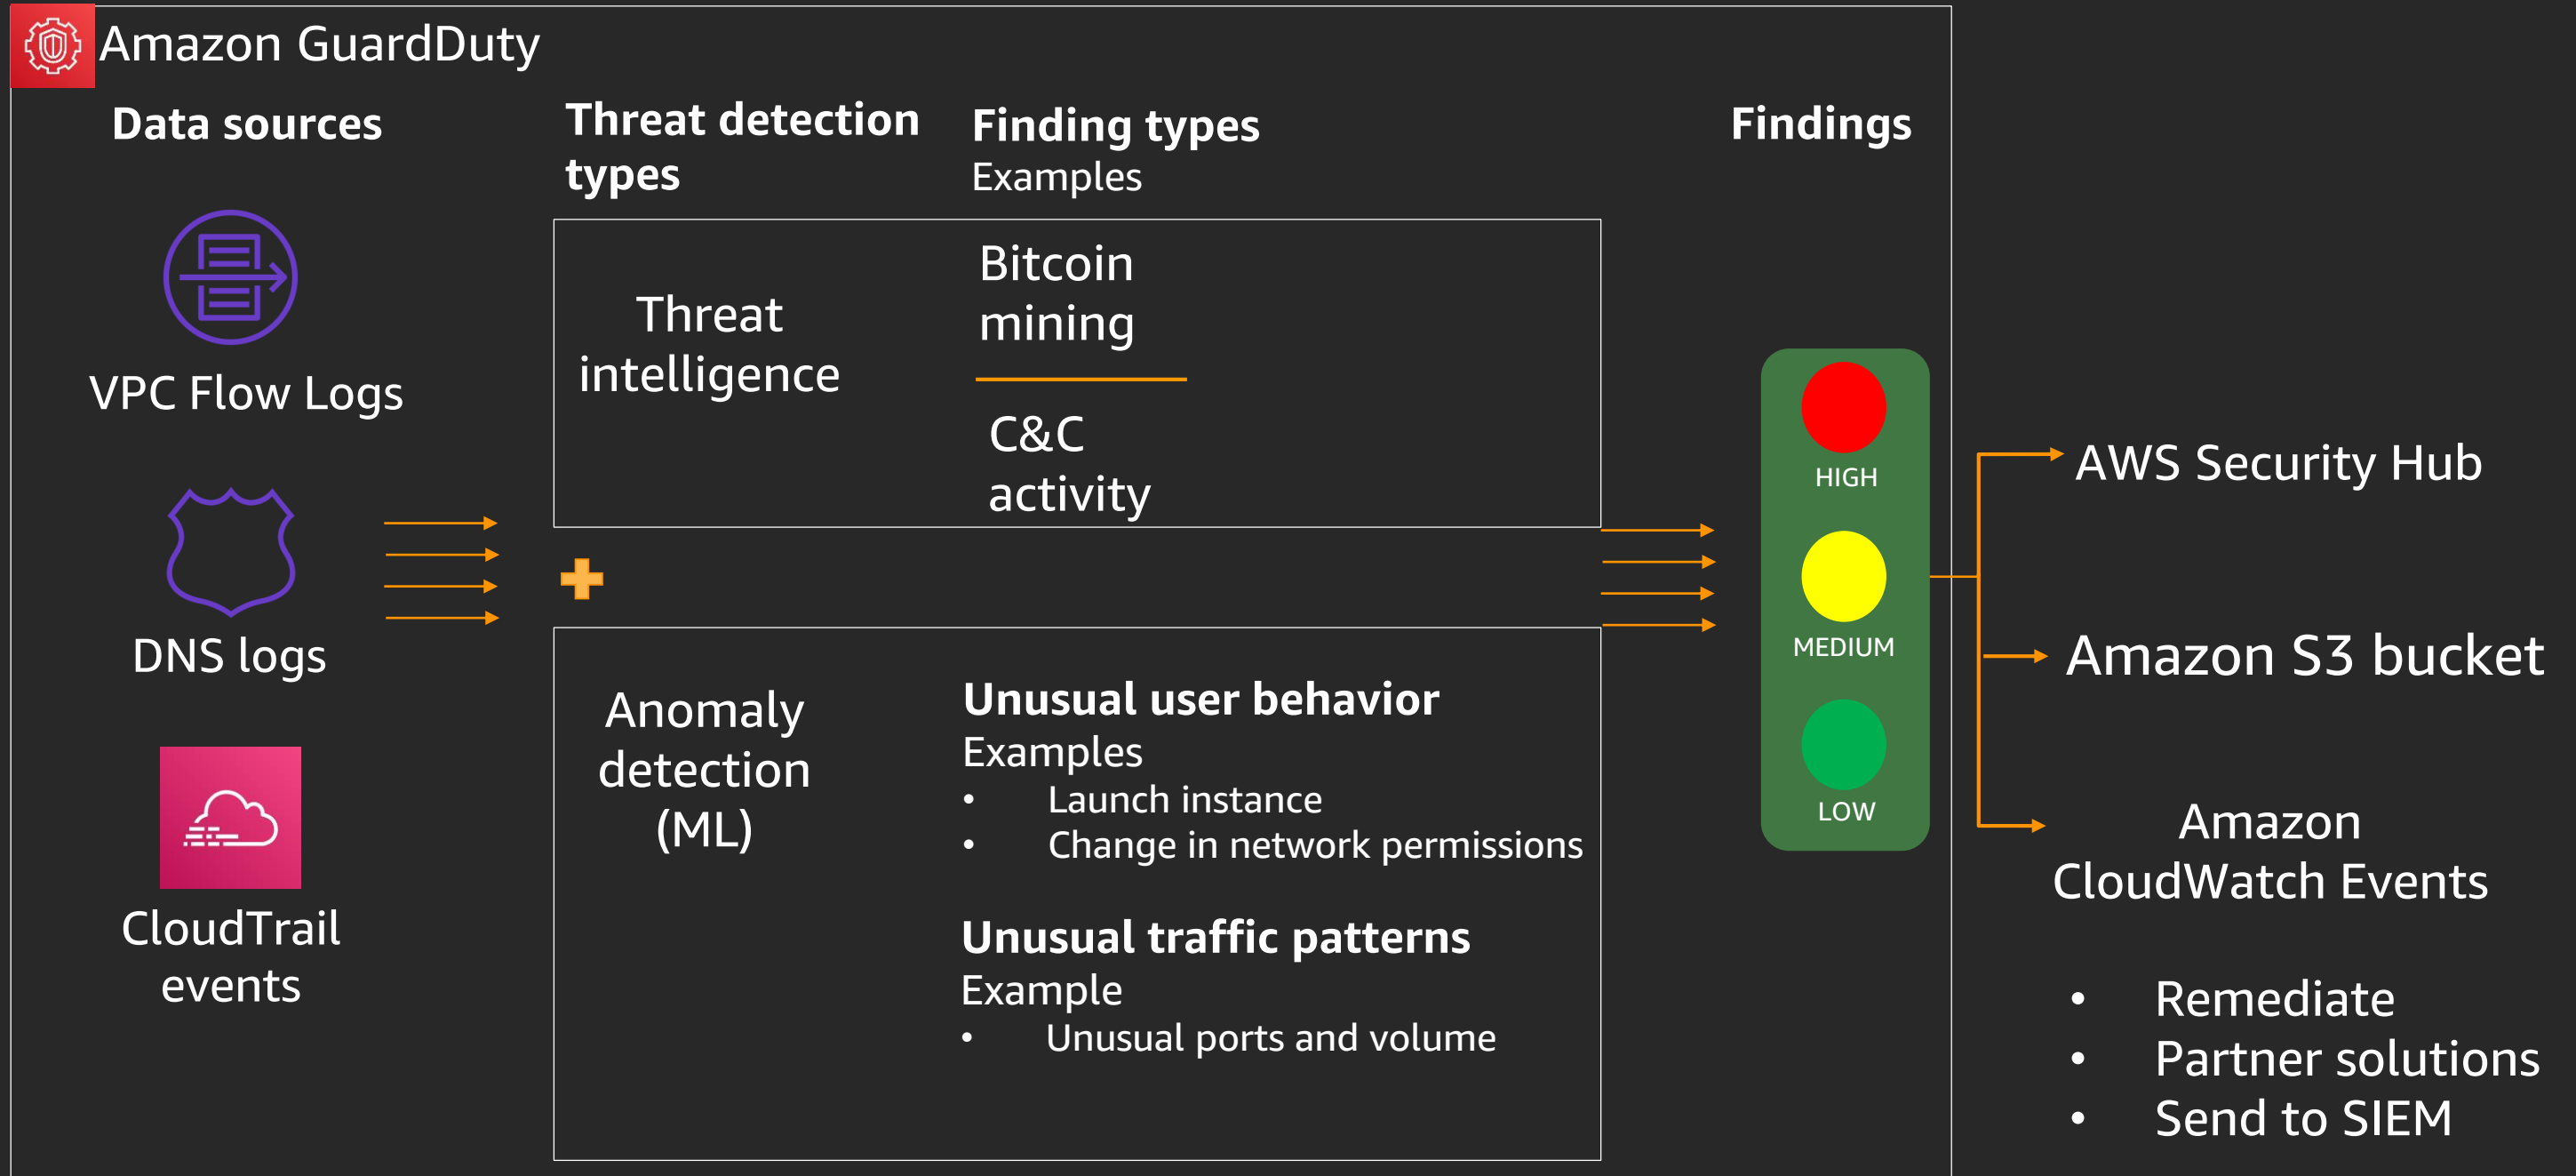 Amazon GuardDuty
Data sources
VPC Flow Logs
DNS logs
CloudTrail
events
Threat detection
types
Finding types
Examples
Threat
intelligence
Bitcoin
mining
C&C
activity
Anomaly
detection
(ML)
Unusual user behavior
Examples
• Launch instance
• Change in network permissions
Unusual traffic patterns
Example
• Unusual ports and volume
Findings
HIGH
MEDIUM
LOW
AWS Security Hub
Amazon S3 bucket
Amazon
CloudWatch Events
• Remediate
• Partner solutions
• Send to SIEM